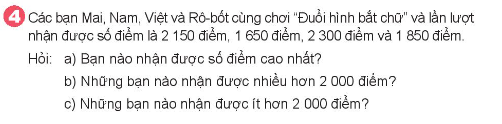 4 Các bạn Mai, Nam, Việt và Rô-bốt cùng chơi “Đuổi hình bắt chữ” và lần lượt
nhận được số điểm là 2 150 điểm, 1 650 điểm, 2 300 điểm và 1 850 điểm.
Hỏi: a) Bạn nào nhận được số điểm cao nhất?
b) Những bạn nào nhận được nhiều hơn 2 000 điểm?
c) Những bạn nào nhận được ít hơn 2 000 điểm?